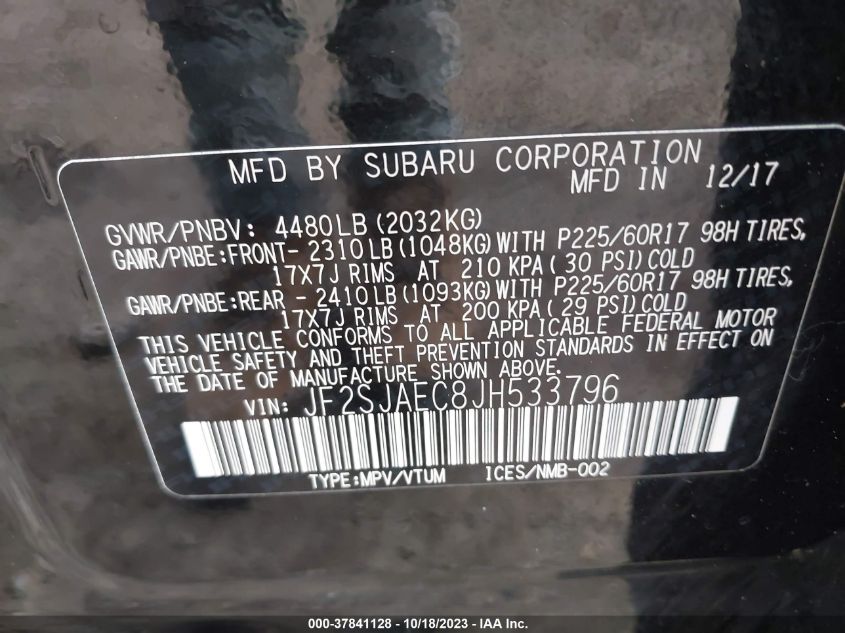 MFD BY SUBARU CORPORATION
MFD IN 12/17
GVWR/PNBV: 4480LB (2032KG)
GAWR/PNBE:FRONT- 2310LB(1048KG)WITH P225/60R17 98H TIRES,
17X7J RIMS AT 210 KPA( 30 PSI)COLD
GAWR/PNBE:REAR - 2410LB(1093KG)WITH P225/60R17 98H TIRES,
17X7J RIMS AT 200 KPA( 29 PSI)COLD
THIS VEHICLE CONFORMS TO ALL APPLICABLE FEDERAL MOTOR
VEHICLE SAFETY AND THEFT PREVENTION STANDARDS IN EFFECT ON
THE DATE OF MANUFACTURE SHOWN ABOVE.
VIN: JF2SJAEC8JH533796
TYPE:MPV/VTUM ICES/NMB-002
000-37841128 - 10/18/2023 - IAA Inc.